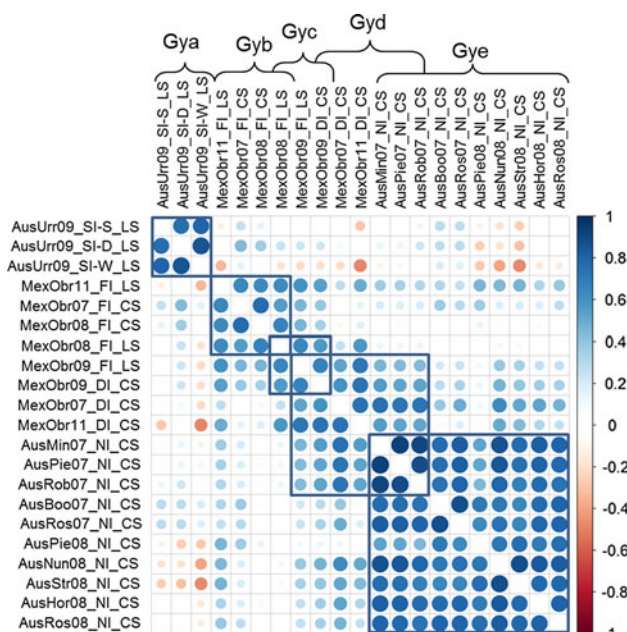 Gya
Gyb
Gyc
Gyd
Gye
AusUrr09_SI-S_LS
AusUrr09_SI-D_LS
AusUrr09_SI-W_LS
MexObr11_FI_LS
MexObr07_FI_CS
MexObr08_FI_CS
MexObr08_FI_LS
MexObr09_FI_LS
MexObr09_DI_CS
MexObr07_DI_CS
MexObr11_DI_CS
AusMin07_NI_CS
AusPie07_NI_CS
AusRob07_NI_CS
AusBoo07_NI_CS
AusRos07_NI_CS
AusPie08_NI_CS
AusNun08_NI_CS
AusStr08_NI_CS
AusHor08_NI_CS
AusRos08_NI_CS
AusUrr09_SI-S_LS
AusUrr09_SI-D_LS
AusUrr09_SI-W_LS
MexObr11_FI_LS
MexObr07_FI_CS
MexObr08_FI_CS
MexObr08_FI_LS
MexObr09_FI_LS
MexObr09_DI_CS
MexObr07_DI_CS
MexObr11_DI_CS
AusMin07_NI_CS
AusPie07_NI_CS
AusRob07_NI_CS
AusBoo07_NI_CS
AusRos07_NI_CS
AusPie08_NI_CS
AusNun08_NI_CS
AusStr08_NI_CS
AusHor08_NI_CS
AusRos08_NI_CS
1
0.8
0.6
0.4
0.2
0
-0.2
-0.4
-0.6
-0.8